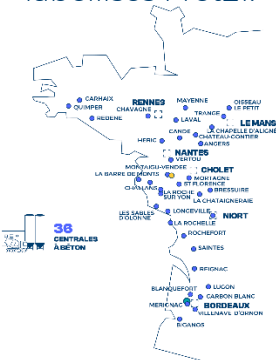 CARHAIX
QUIMPER
REDENE
RENNES
CHAVAGNE
MAYENNE
OISSEAU
LE PETIT
TRANGE
LAVAL
LE MANS
LA CHAPELLE D'ALIGNÉ
CANDE
CHATEAU-GONTIER
HERIC
ANGERS
NANTES
VERTOU
MONTAIGU-VENDEE
CHOLET
LA BARRE DE MONTS
MORTAGNE
CHALLANS
ST FLORENCE
LA ROCHE
SUR YON
BRESSUIRE
LA CHATAIGNERAIE
LES SABLES
D'OLONNE
LONGEVILLE
NIORT
LA ROCHELLE
ROCHEFORT
36
CENTRALES
À BÉTON
SAINTES
REIGNAC
BLANQUEFORT
LUGON
CARBON BLANC
MERIGNAC
BORDEAUX
VILLENAVE D'ORNON
BIGANOS